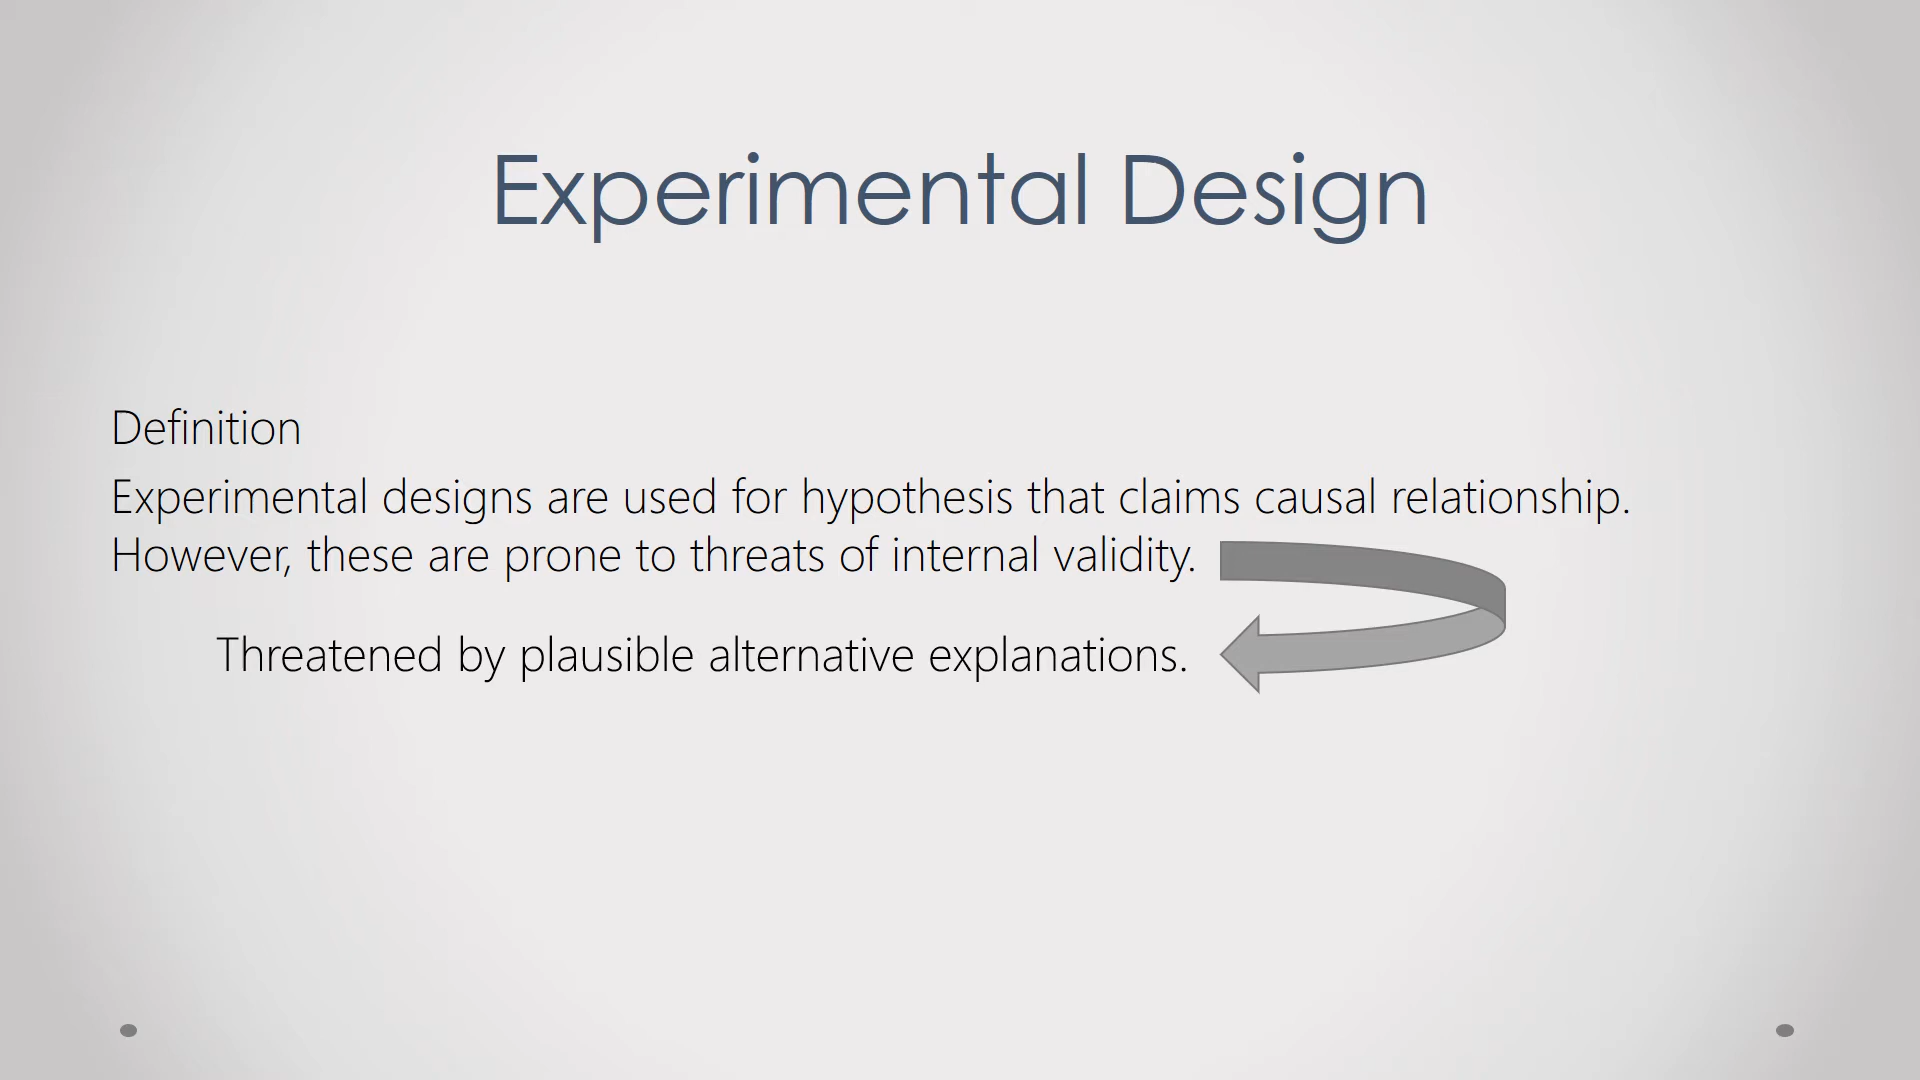 Experimental Design
Definition
Experimental designs are used for hypothesis that claims causal relationship.
However, these are prone to threats of internal validity.
Threatened by plausible alternative explanations.